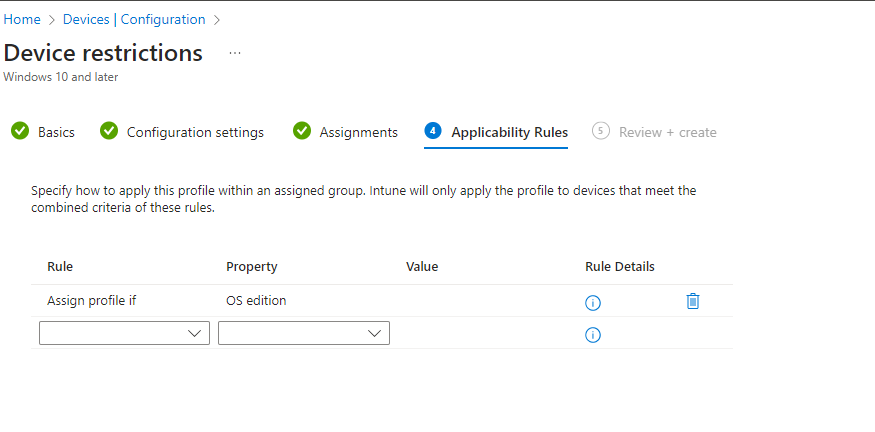 Home > Devices | Configuration >
Device restrictions ...
Windows 10 and later
Basics Configuration settings Assignments 4 Applicability Rules 5 Review + create
Specify how to apply this profile within an assigned group. Intune will only apply the profile to devices that meet the
combined criteria of these rules.
Rule Property Value Rule Details
Assign profile if OS edition